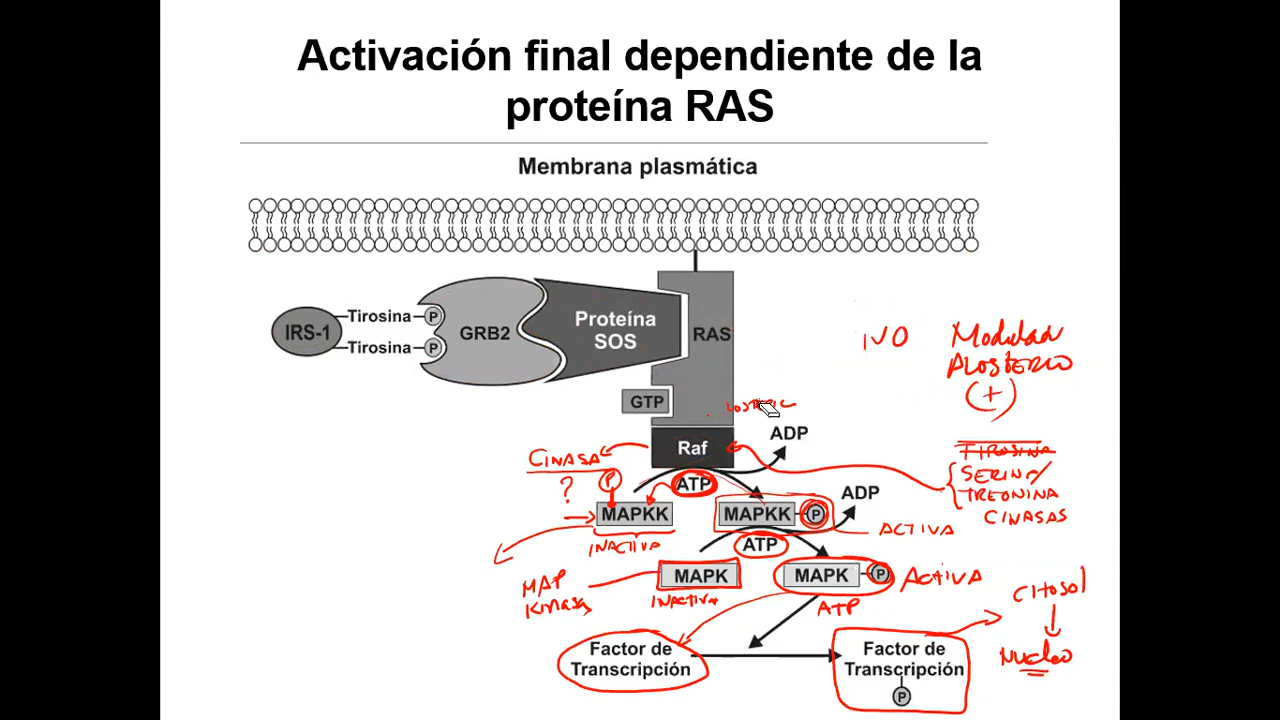 Activación final dependiente de la
proteína RAS
Membrana plasmática
IRS-1
Tirosina
P
Tirosina
P
GRB2
Proteína
SOS
RAS
GTP
Modulador
Alosterico
(+)
Raf
ADP
CINASA
?
P
ATP
TIROSINA
SERINA/
TREONINA
CINASAS
MAPKK
INACTIVA
MAPKK
P
ADP
ACTIVA
ATP
MAP
Kinasas
MAPK
INACTIVA
MAPK
P
ACTIVA
ATP
Citosol
Nucleo
Factor de
Transcripción
Factor de
Transcripción
P